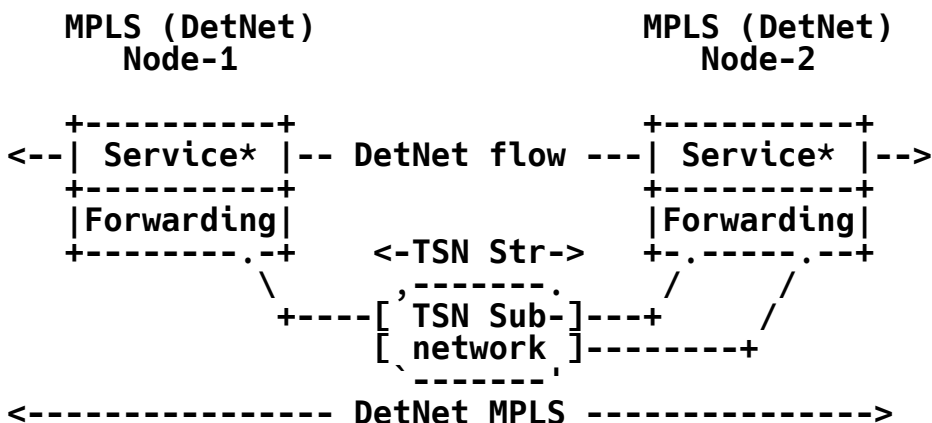 MPLS (DetNet) MPLS (DetNet)
Node-1 Node-2
+----------+ +----------+
<--| Service* |-- DetNet flow ---| Service* |-->
+----------+ +----------+
|Forwarding| |Forwarding|
+--------.-+ <-TSN Str-> +-.-----.--+
\ ,-------. / /
+----[ TSN Sub-]---+ /
[ network ]--------+
`-------'
<---------------- DetNet MPLS --------------->